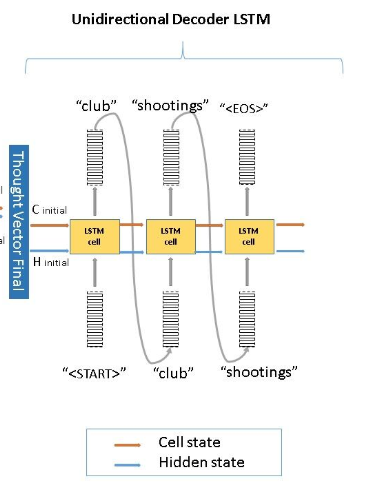 Unidirectional Decoder LSTM
“club” “shootings” “<EOS>”
Thought Vector Final
C initial
LSTM cell LSTM cell LSTM cell
H initial
“<START>” “club” “shootings”
Cell state
Hidden state